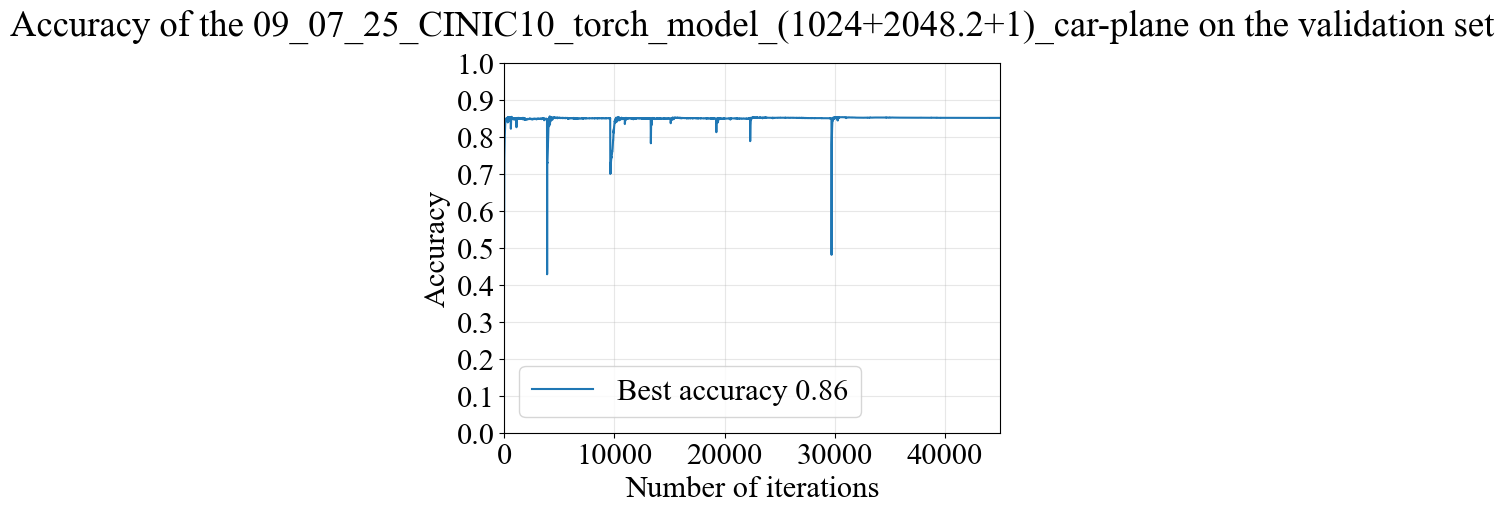 Accuracy of the 09_07_25_CINIC10_torch_model_(1024+2048.2+1)_car-plane on the validation set
1.0
0.9
0.8
0.7
0.6
0.5
0.4
0.3
0.2
0.1
0.0
Accuracy
Best accuracy 0.86
0 10000 20000 30000 40000
Number of iterations